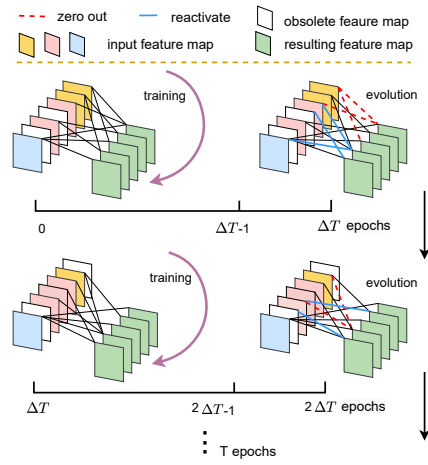 zero out reactivate obsolete feaure map
input feature map resulting feature map
training evolution
0 ΔT-1 ΔT epochs
training evolution
ΔT 2 ΔT-1 2 ΔT epochs
T epochs